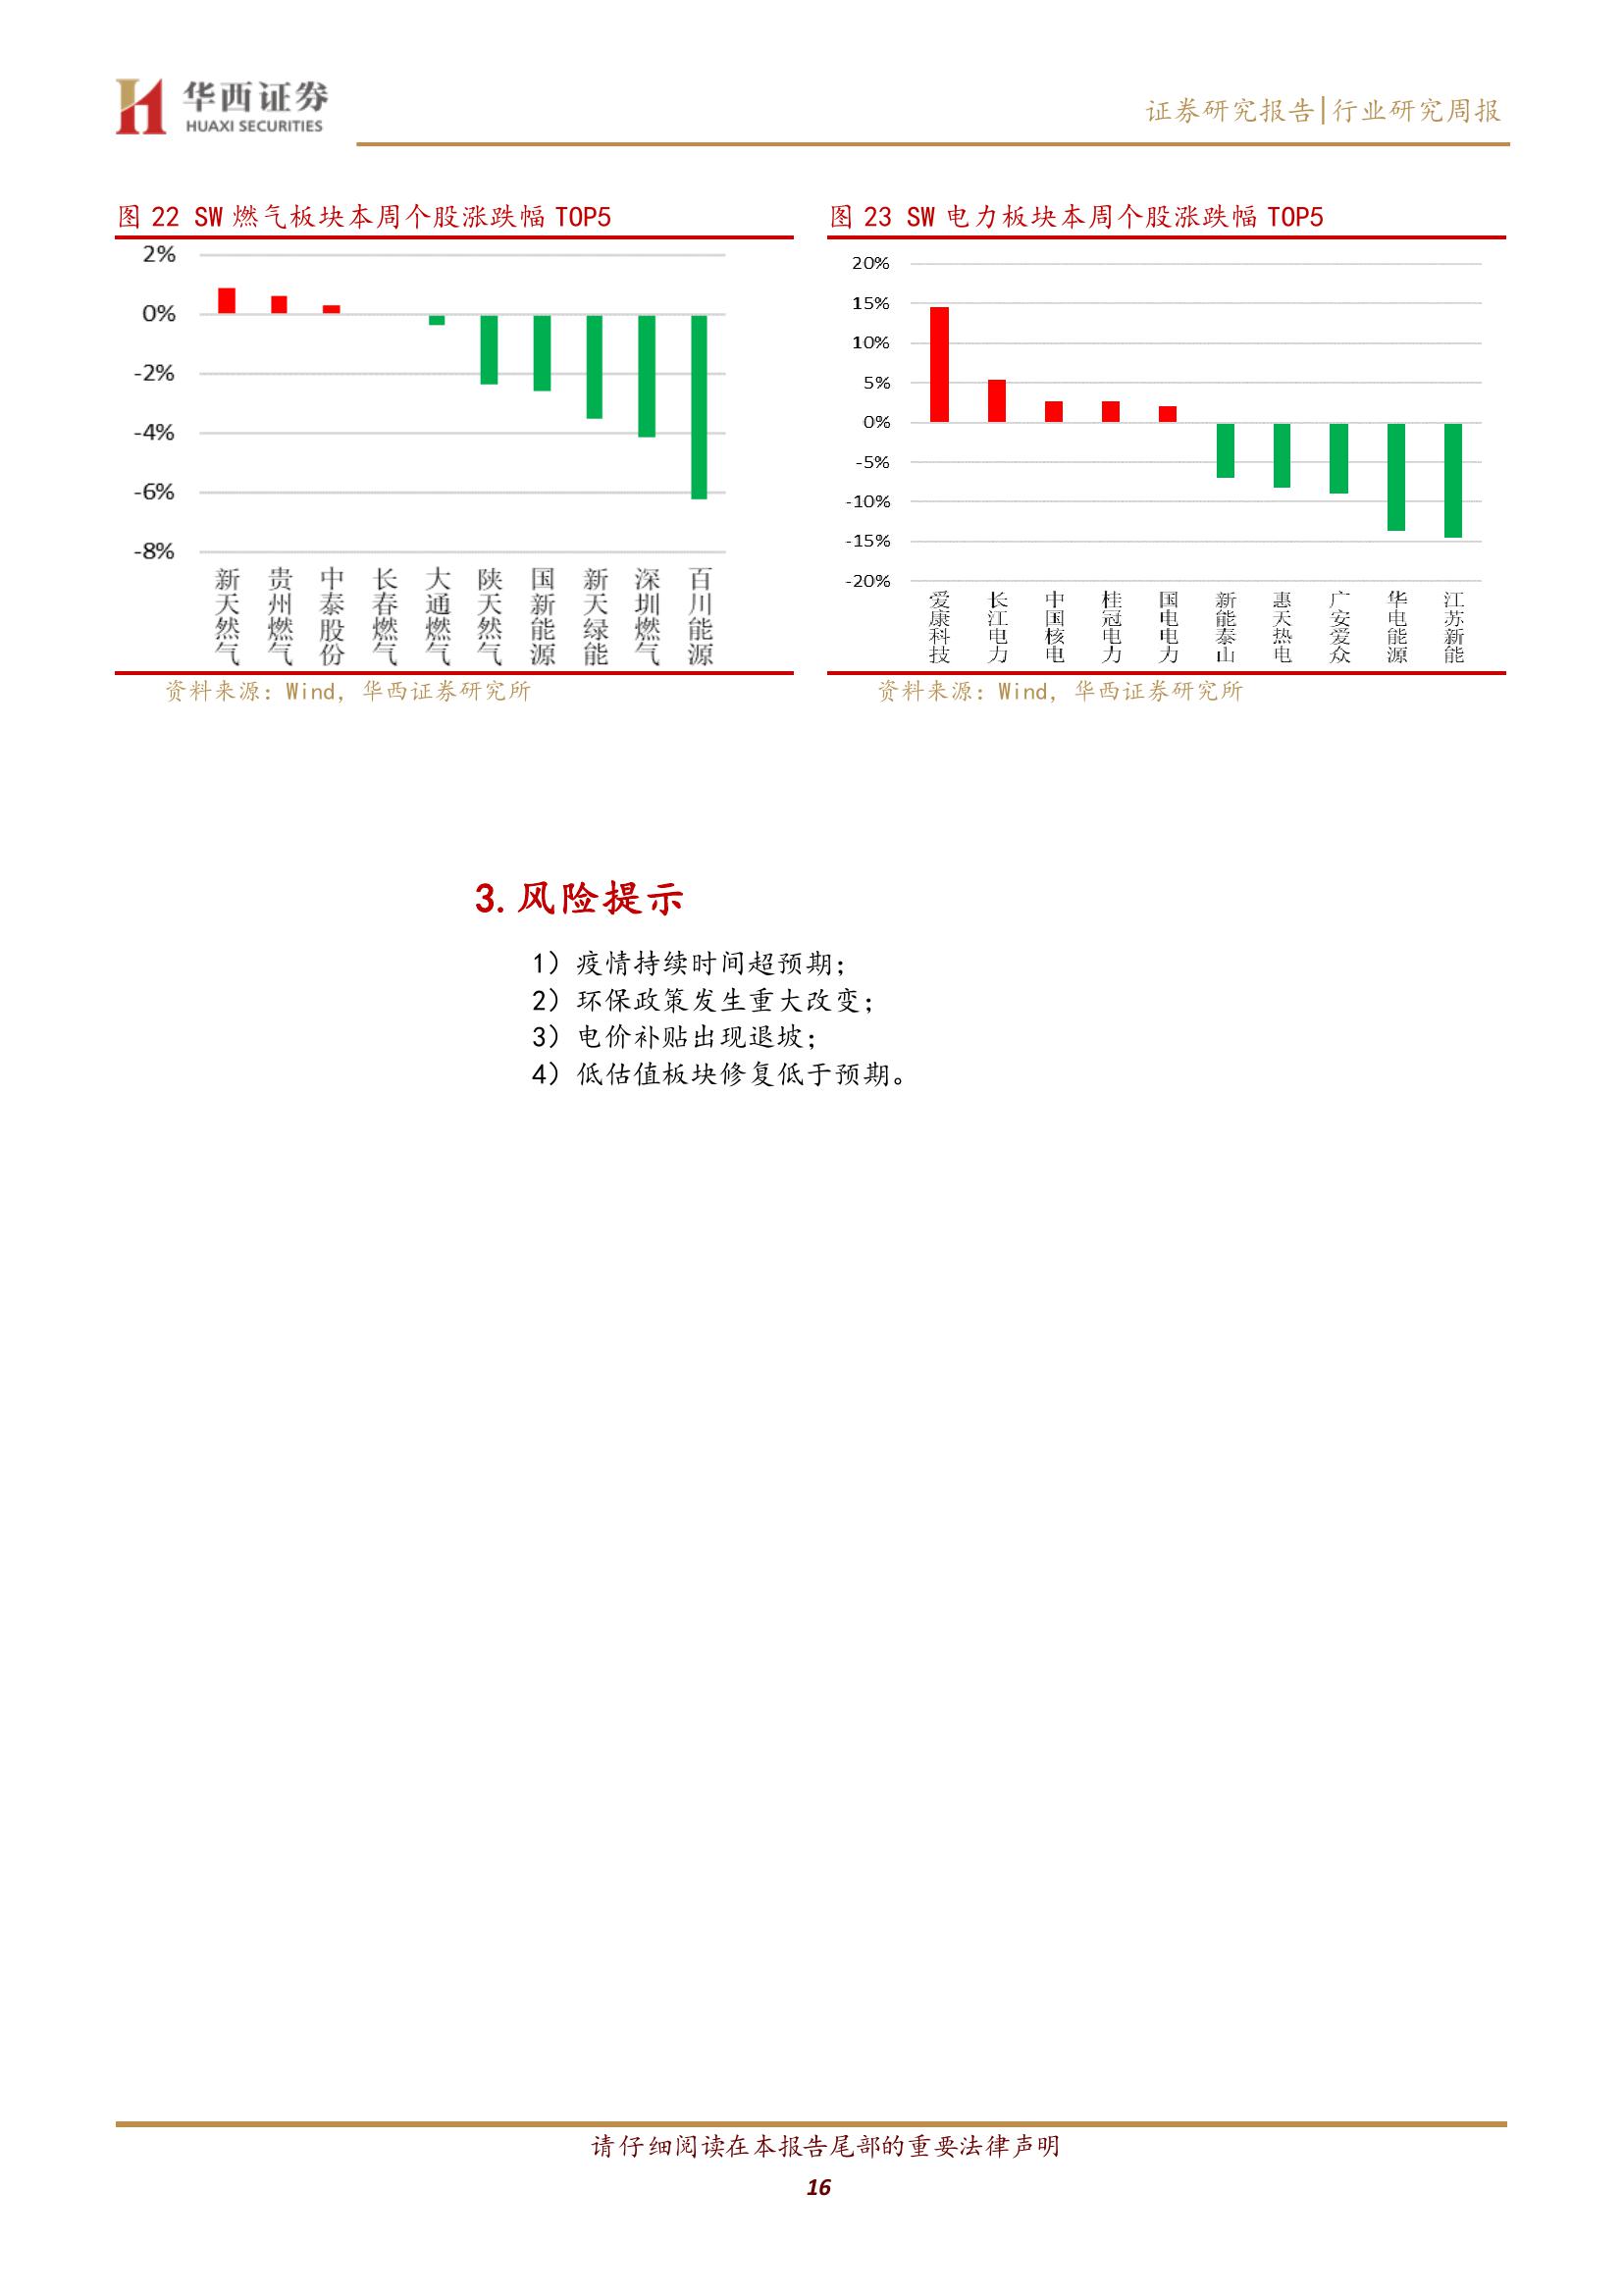 华西证券
HUAXI SECURITIES
证券研究报告|行业研究周报
图 22 SW 燃气板块本周个股涨跌幅 TOP5
2%
0%
-2%
-4%
-6%
-8%
新天然气
贵州燃气
中泰股份
长春燃气
大通燃气
陕天然气
国新能源
新天绿能
深圳燃气
百川能源
资料来源：Wind，华西证券研究所
图 23 SW 电力板块本周个股涨跌幅 TOP5
20%
15%
10%
5%
0%
-5%
-10%
-15%
-20%
爱康科技
长江电力
中国核电
桂冠电力
国电电力
新能泰山
惠天热电
广安爱众
华电能源
江苏新能
资料来源：Wind，华西证券研究所
3.风险提示
1）疫情持续时间超预期；
2）环保政策发生重大改变；
3）电价补贴出现退坡；
4）低估值板块修复低于预期。
请仔细阅读在本报告尾部的重要法律声明
16